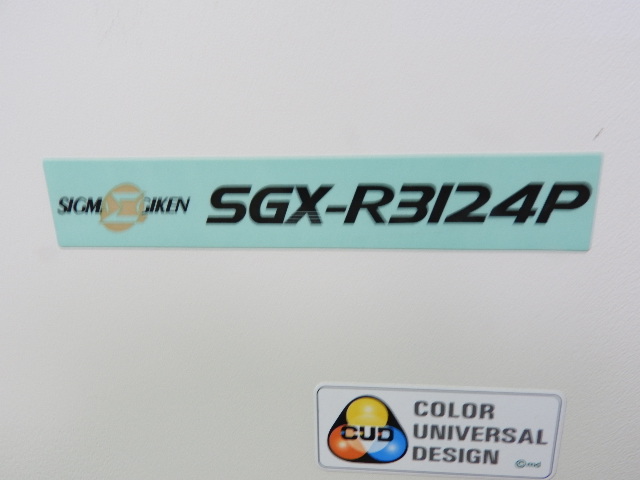 SIGMA GIKEN SGX-R3124P
CUD
COLOR
UNIVERSAL
DESIGN